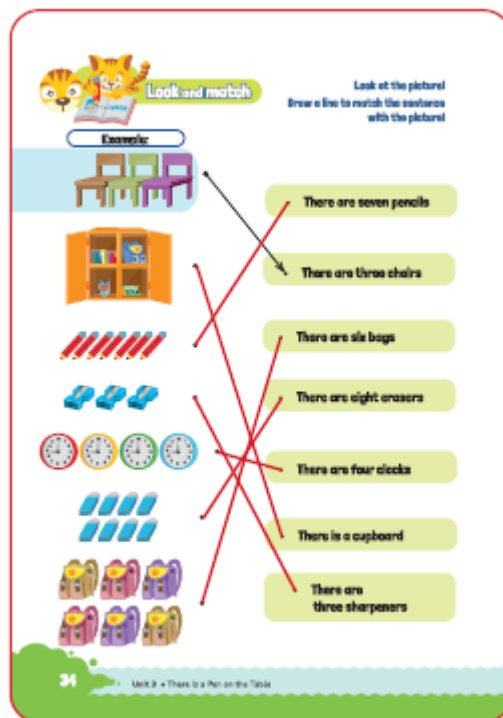 Look and match
Look at the picture!
Draw a line to match the sentence
with the picture!
Example:
There are seven pencils
There are three chairs
There are six bags
There are eight erasers
There are four clocks
There is a cupboard
There are
three sharpeners
34
Unit 3 • There Is a Pen on the Table